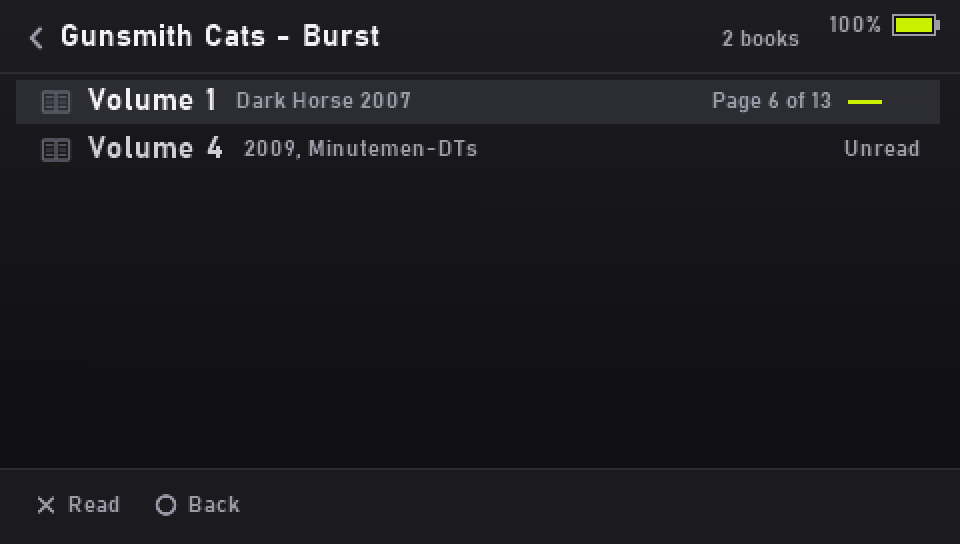 Gunsmith Cats - Burst
2 books
100%
Volume 1 Dark Horse 2007 Page 6 of 13
Volume 4 2009, Minutemen-DTs Unread
Read Back